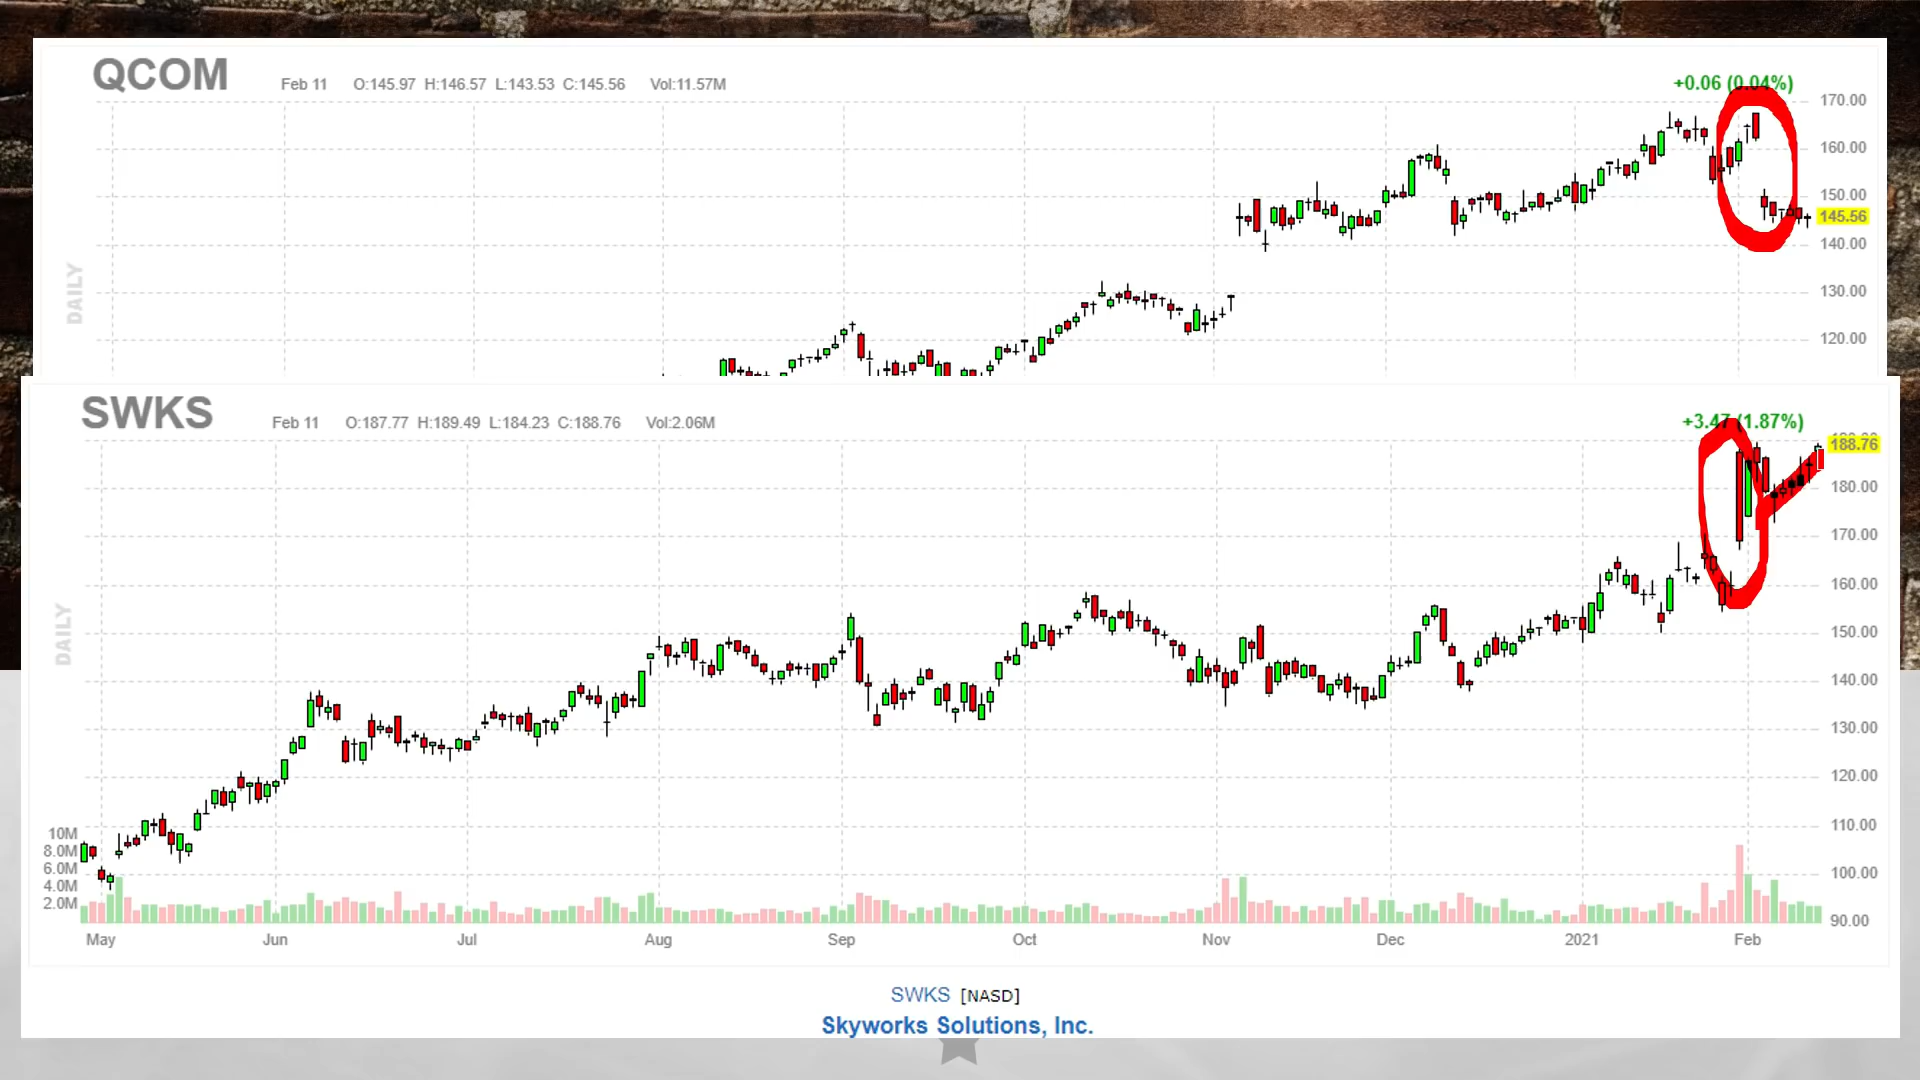 QCOM Feb 11 O:145.97 H:146.57 L:143.53 C:145.56 Vol:11.57M +0.06 (0.04%)
170.00
160.00
150.00
145.56
140.00
130.00
120.00
DAILY
SWKS Feb 11 O:187.77 H:189.49 L:184.23 C:188.76 Vol:2.06M +3.47 (1.87%)
188.76
180.00
170.00
160.00
150.00
140.00
130.00
120.00
110.00
100.00
90.00
DAILY
10M
8.0M
6.0M
4.0M
2.0M
May Jun Jul Aug Sep Oct Nov Dec 2021 Feb
SWKS [NASD]
Skyworks Solutions, Inc.